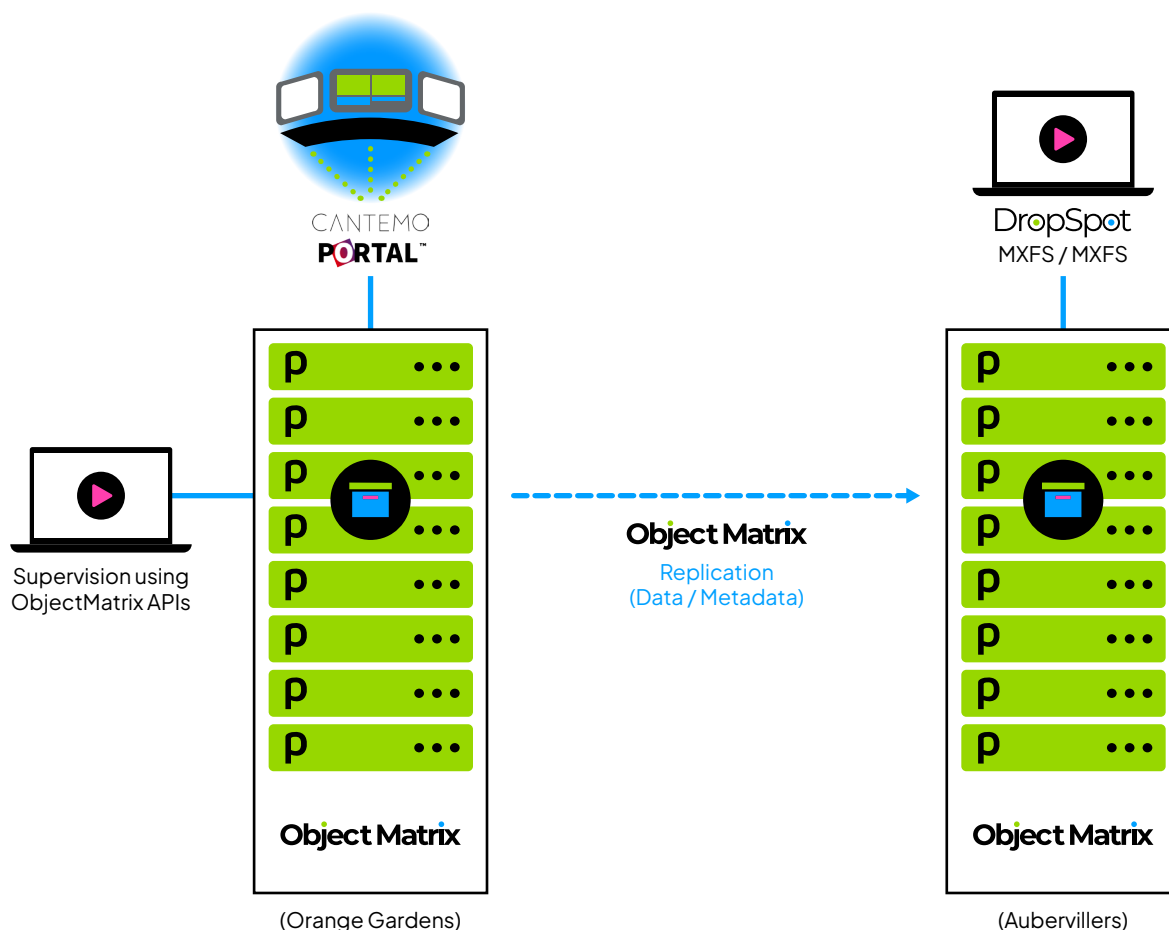 CANTEMO
PORTAL™
DropSpot
MXFS / MXFS
p •••
p •••
p •••
p •••
p •••
p •••
p •••
p •••
Object Matrix
(Orange Gardens)
Supervision using
ObjectMatrix APIs
Object Matrix
Replication
(Data / Metadata)
p •••
p •••
p •••
p •••
p •••
p •••
p •••
p •••
Object Matrix
(Aubervillers)